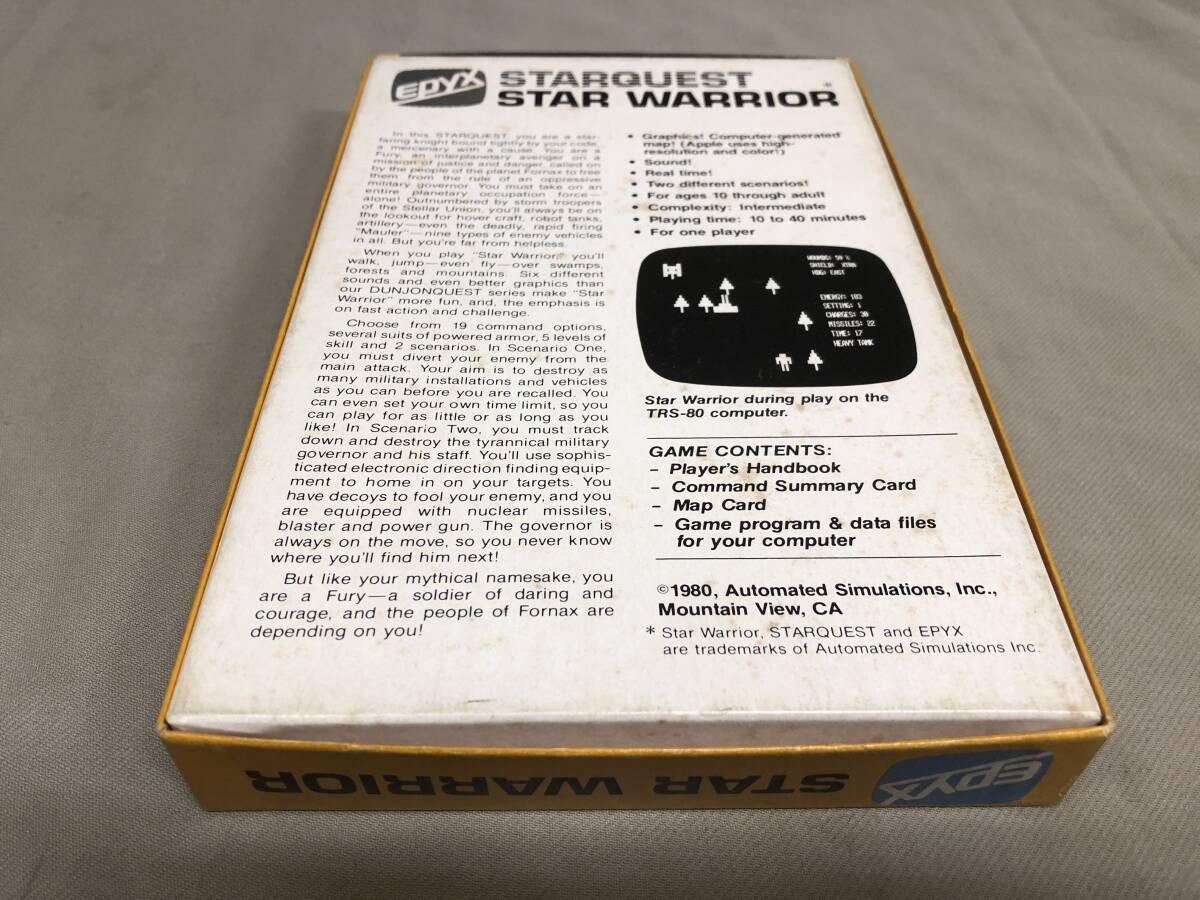 EPYX
STARQUEST
STAR WARRIOR *
In this STARQUEST, you are a star-
faring knight bound tightly by your code,
a mercenary with a cause. You are a
Fury, an interplanetary avenger on a
mission of justice and danger, called on
by the people of the planet Fornax to free
them from the rule of an oppressive
military governor. You must take on an
entire planetary occupation force—
alone! Outnumbered by storm troopers
of the Stellar Union, you'll always be on
the lookout for hover craft, robot tanks,
artillery—even the deadly, rapid firing
"Mauler"—nine types of enemy vehicles
in all. But you're far from helpless.
When you play "Star Warrior," you'll
walk, jump—even fly—over swamps,
forests and mountains. Six different
sounds and even better graphics than
our DUNJONQUEST series make "Star
Warrior" more fun, and, the emphasis is
on fast action and challenge.
Choose from 19 command options,
several suits of powered armor, 5 levels of
skill and 2 scenarios. In Scenario One,
you must divert your enemy from the
main attack. Your aim is to destroy as
many military installations and vehicles
as you can before you are recalled. You
can even set your own time limit, so you
can play for as little or as long as you
like! In Scenario Two, you must track
down and destroy the tyrannical military
governor and his staff. You'll use sophis-
ticated electronic direction finding equip-
ment to home in on your targets. You
have decoys to fool your enemy, and you
are equipped with nuclear missiles,
blaster and power gun. The governor is
always on the move, so you never know
where you'll find him next!
But like your mythical namesake, you
are a Fury—a soldier of daring and
courage, and the people of Fornax are
depending on you!
• Graphics! Computer-generated
map! (Apple uses high-
resolution and color!)
• Sound!
• Real time!
• Two different scenarios!
• For ages 10 through adult
• Complexity: Intermediate
• Playing time: 10 to 40 minutes
• For one player
WOUNDS: 59 %
SHIELD: XTRA
HDG: EAST
ENERGY: 103
SETTING: 1
CHARGES: 30
MISSILES: 22
TIME: 17
HEAVY TANK
Star Warrior during play on the
TRS-80 computer.
GAME CONTENTS:
– Player's Handbook
– Command Summary Card
– Map Card
– Game program & data files
for your computer
©1980, Automated Simulations, Inc.,
Mountain View, CA
* Star Warrior, STARQUEST and EPYX
are trademarks of Automated Simulations Inc.
EPYX STAR WARRIOR